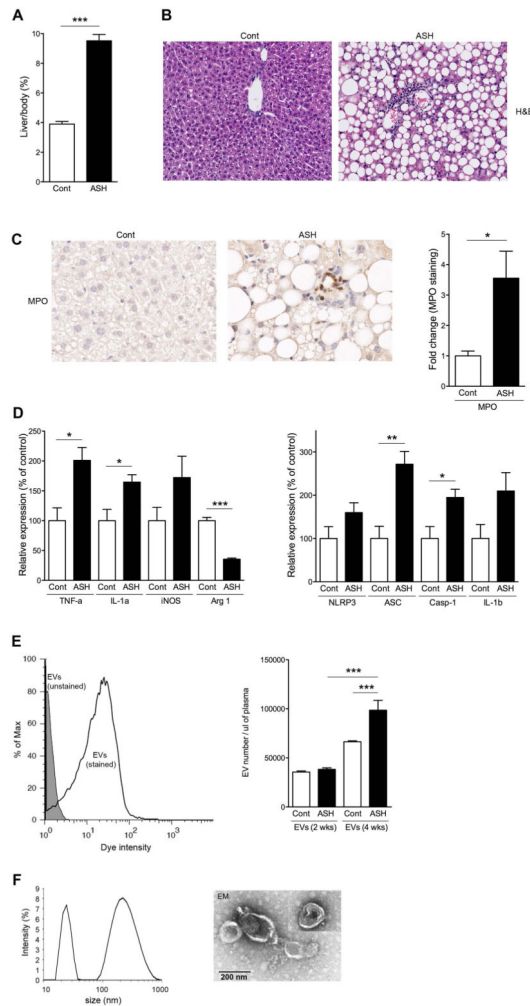 A
***
10
8
6
4
2
0
Liver/body (%)
Cont
ASH
B
Cont
ASH
H&E
C
Cont
ASH
MPO
*
5
4
3
2
1
0
Fold change (MPO staining)
Cont
ASH
MPO
D
Relative expression (% of control)
250
200
150
100
50
0
*
*
***
Cont ASH Cont ASH Cont ASH Cont ASH
TNF-a IL-1a iNOS Arg 1
Relative expression (% of control)
400
300
200
100
0
**
*
Cont ASH Cont ASH Cont ASH Cont ASH
NLRP3 ASC Casp-1 IL-1b
E
% of Max
100
80
60
40
20
0
EVs
(unstained)
EVs
(stained)
10⁰ 10¹ 10² 10³
Dye intensity
EV number / ul of plasma
150000
100000
50000
0
***
***
Cont ASH Cont ASH
EVs (2 wks) EVs (4 wks)
F
Intensity (%)
9
8
7
6
5
4
3
2
1
0
10 100 1000
size (nm)
EM
200 nm